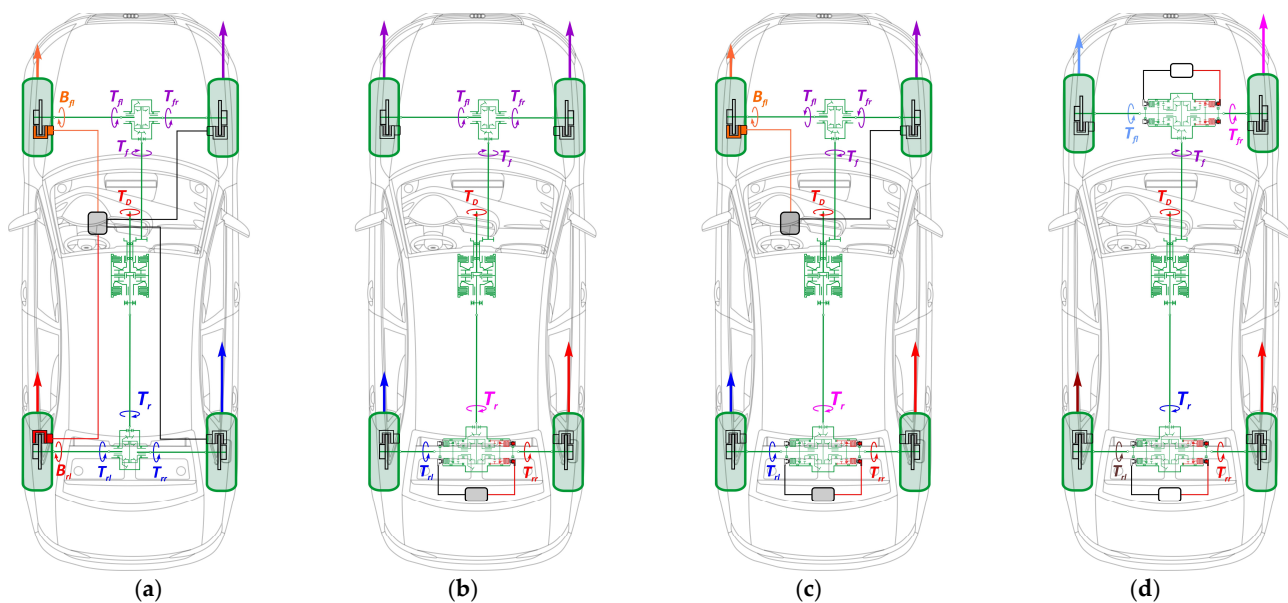 B_fl T_fl T_fr
T_f
T_D
T_r
B_rl T_rl T_rr
(a)
T_fl T_fr
T_f
T_D
T_r
T_rl T_rr
(b)
B_fl T_fl T_fr
T_f
T_D
T_r
T_rl T_rr
(c)
T_fl T_fr
T_f
T_D
T_r
T_rl T_rr
(d)